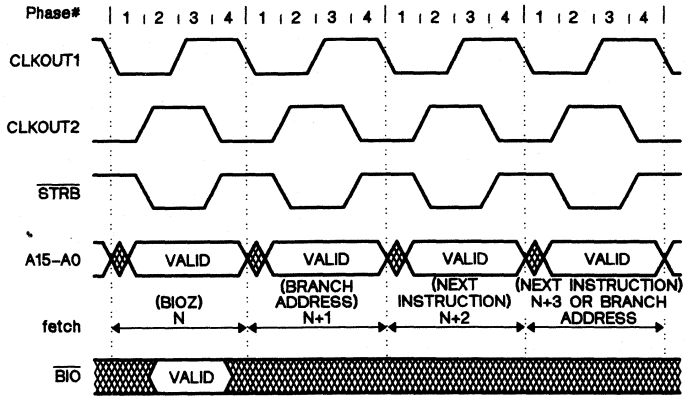 Phase# 1 2 3 4 1 2 3 4 1 2 3 4 1 2 3 4
CLKOUT1
CLKOUT2
STRB
A15-A0 VALID VALID VALID VALID
(BIOZ)
N
(BRANCH
ADDRESS)
N+1
(NEXT
INSTRUCTION)
N+2
(NEXT INSTRUCTION)
N+3 OR BRANCH
ADDRESS
fetch
BIO VALID